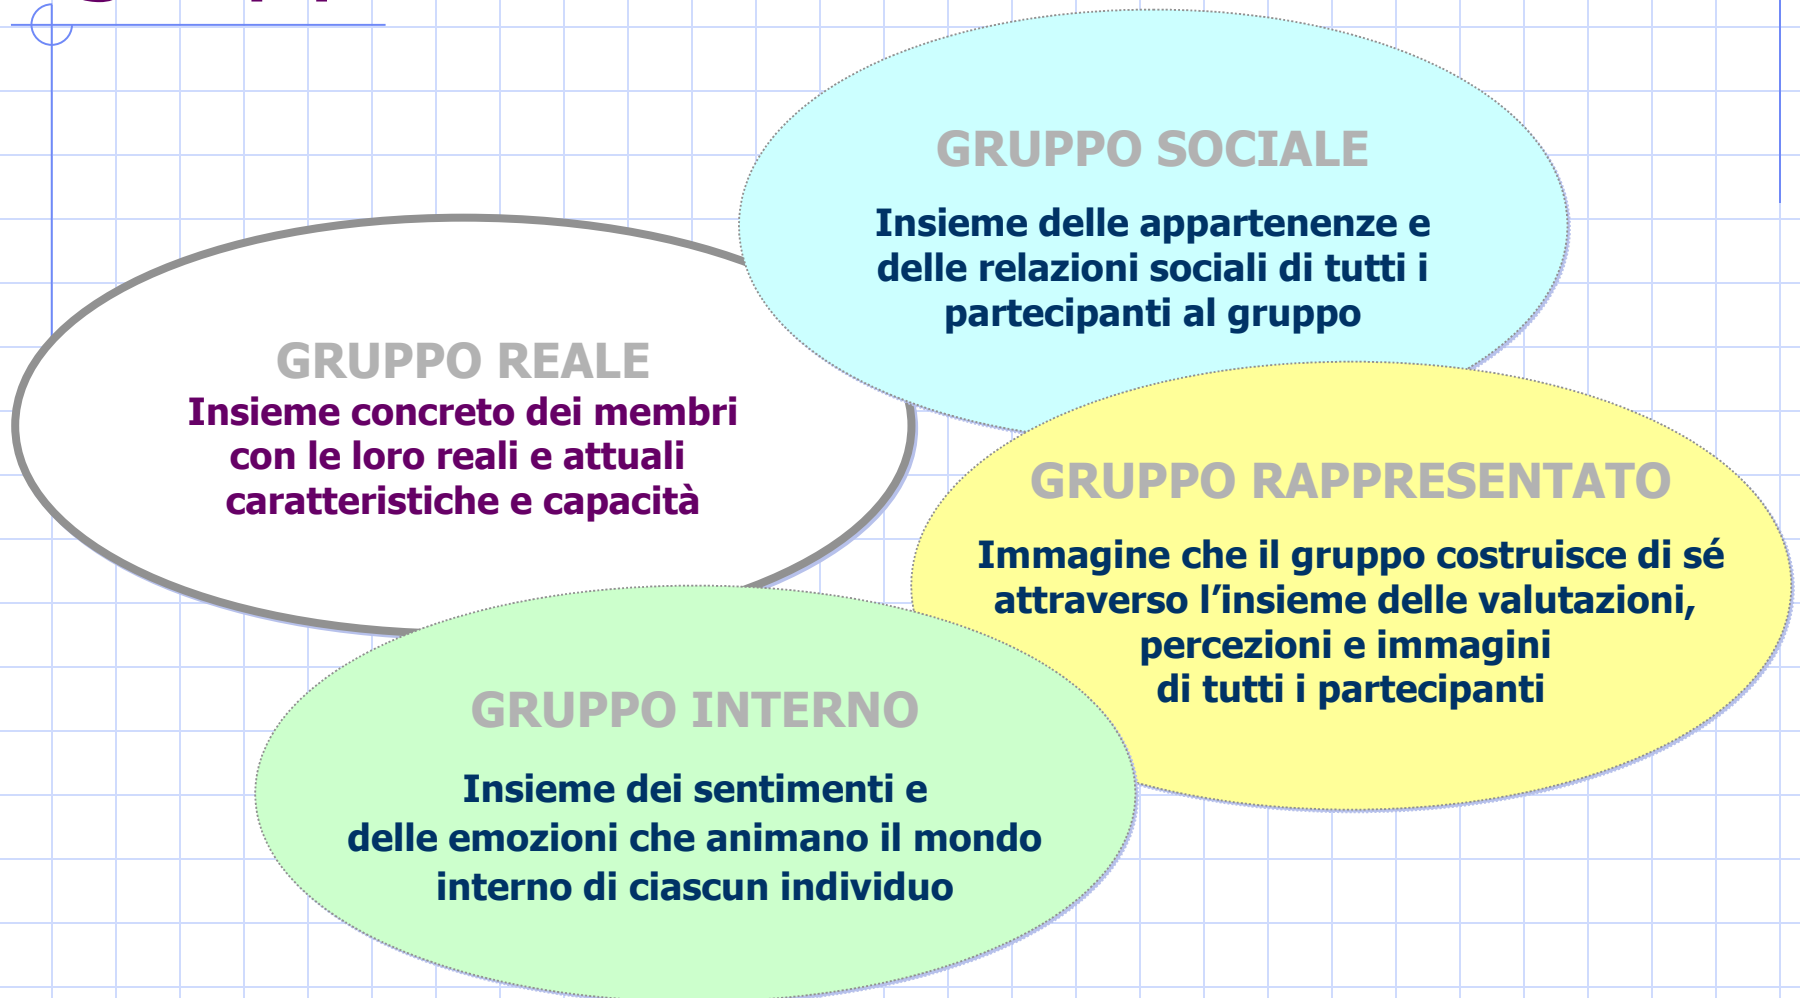 GRUPPO SOCIALE
Insieme delle appartenenze e
delle relazioni sociali di tutti i
partecipanti al gruppo
GRUPPO REALE
Insieme concreto dei membri
con le loro reali e attuali
caratteristiche e capacità
GRUPPO RAPPRESENTATO
Immagine che il gruppo costruisce di sé
attraverso l’insieme delle valutazioni,
percezioni e immagini
di tutti i partecipanti
GRUPPO INTERNO
Insieme dei sentimenti e
delle emozioni che animano il mondo
interno di ciascun individuo